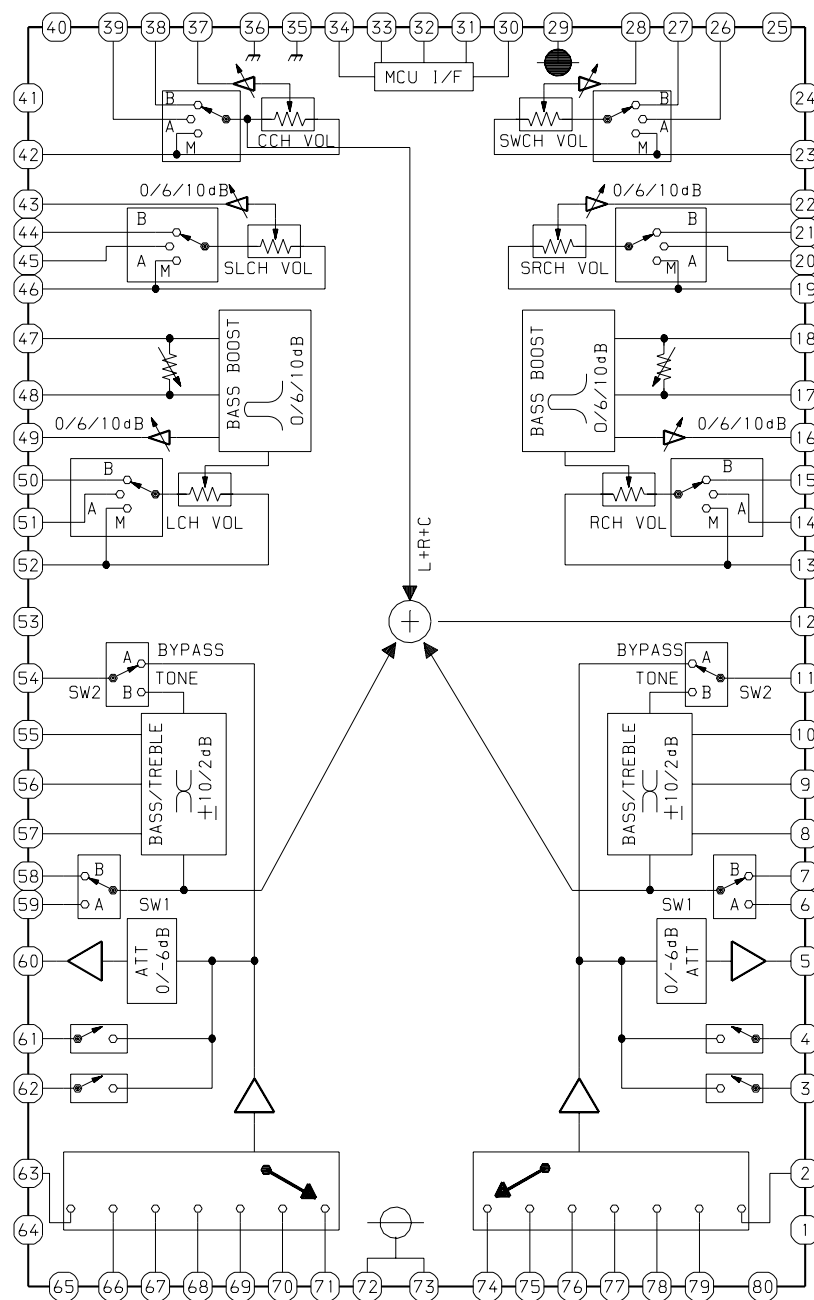 40 39 38 37 36 35 34 33 32 31 30 29 28 27 26 25
MCU I/F
41 B A M CCH VOL SWCH VOL B A M 24
42 23
43 0/6/10dB 0/6/10dB 22
44 B B 21
45 A M SLCH VOL SRCH VOL M A 20
46 19
47 18
BASS BOOST 0/6/10dB
BASS BOOST 0/6/10dB
48 17
49 0/6/10dB 0/6/10dB 16
50 B B 15
51 A M LCH VOL RCH VOL M A 14
52 13
L+R+C
53 12
54 A BYPASS BYPASS A 11
SW2 B TONE TONE B SW2
55 10
BASS/TREBLE ±10/2dB
BASS/TREBLE ±10/2dB
56 9
57 8
58 B B 7
59 A SW1 SW1 A 6
60 ATT 0/-6dB 0/-6dB ATT 5
61 4
62 3
63 2
64 1
65 66 67 68 69 70 71 72 73 74 75 76 77 78 79 80